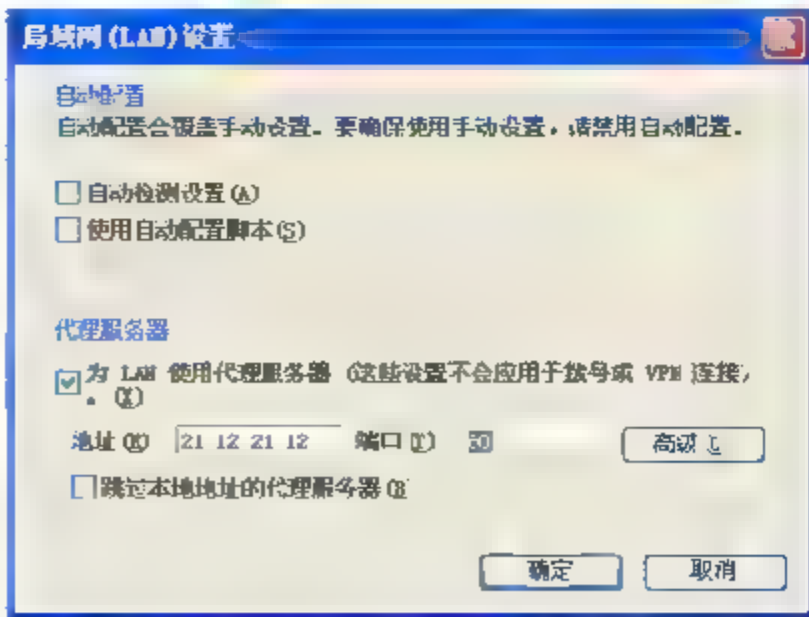 局域网(LAN)设置
自动配置
自动配置会覆盖手动设置。要确保使用手动设置，请禁用自动配置。
自动检测设置(A)
使用自动配置脚本(S)
代理服务器
为 LAN 使用代理服务器（这些设置不会应用于拨号或 VPN 连接）
。(X)
地址(E) 21 12 21 12 端口(T) 高级
跳过本地地址的代理服务器(B)
确定 取消